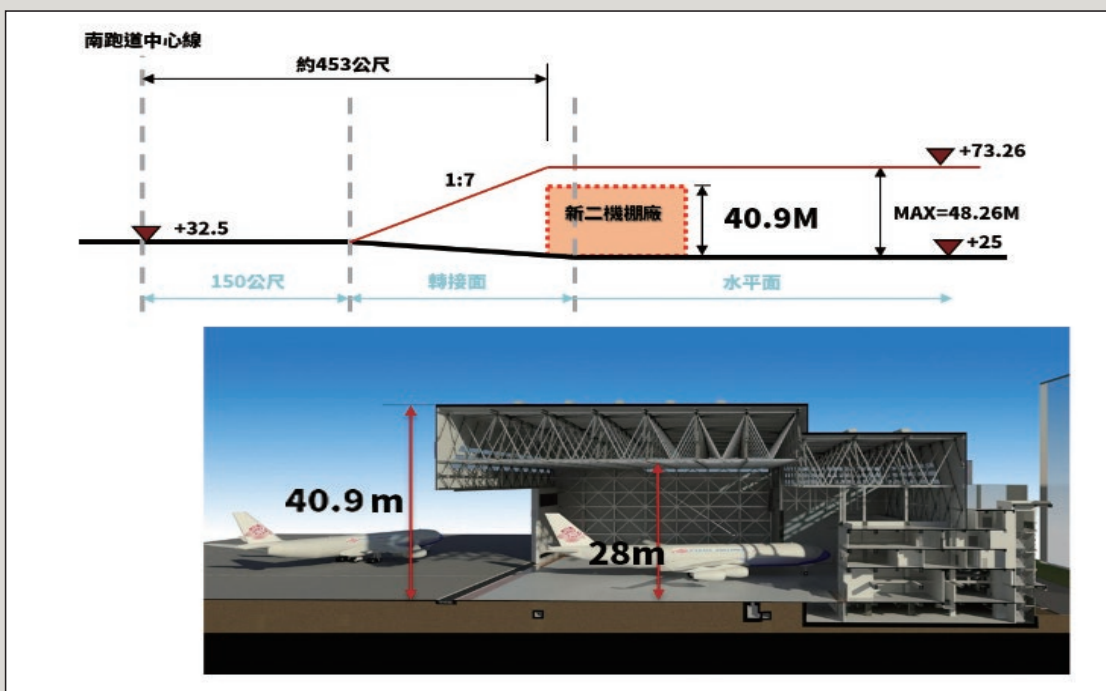 南跑道中心線
約453公尺
+73.26
1:7
新二機棚廠
40.9M
MAX=48.26M
+32.5
+25
150公尺
轉接面
水平面
40.9 m
28m